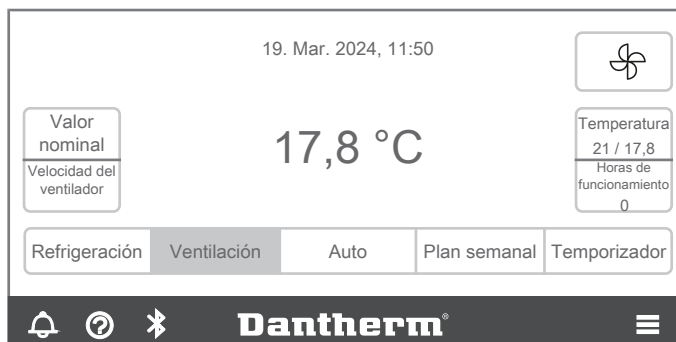 19. Mar. 2024, 11:50
Valor
nominal
Velocidad del
ventilador
17,8 °C
Temperatura
21 / 17,8
Horas de
funcionamiento
0
Refrigeración Ventilación Auto Plan semanal Temporizador
Dantherm®